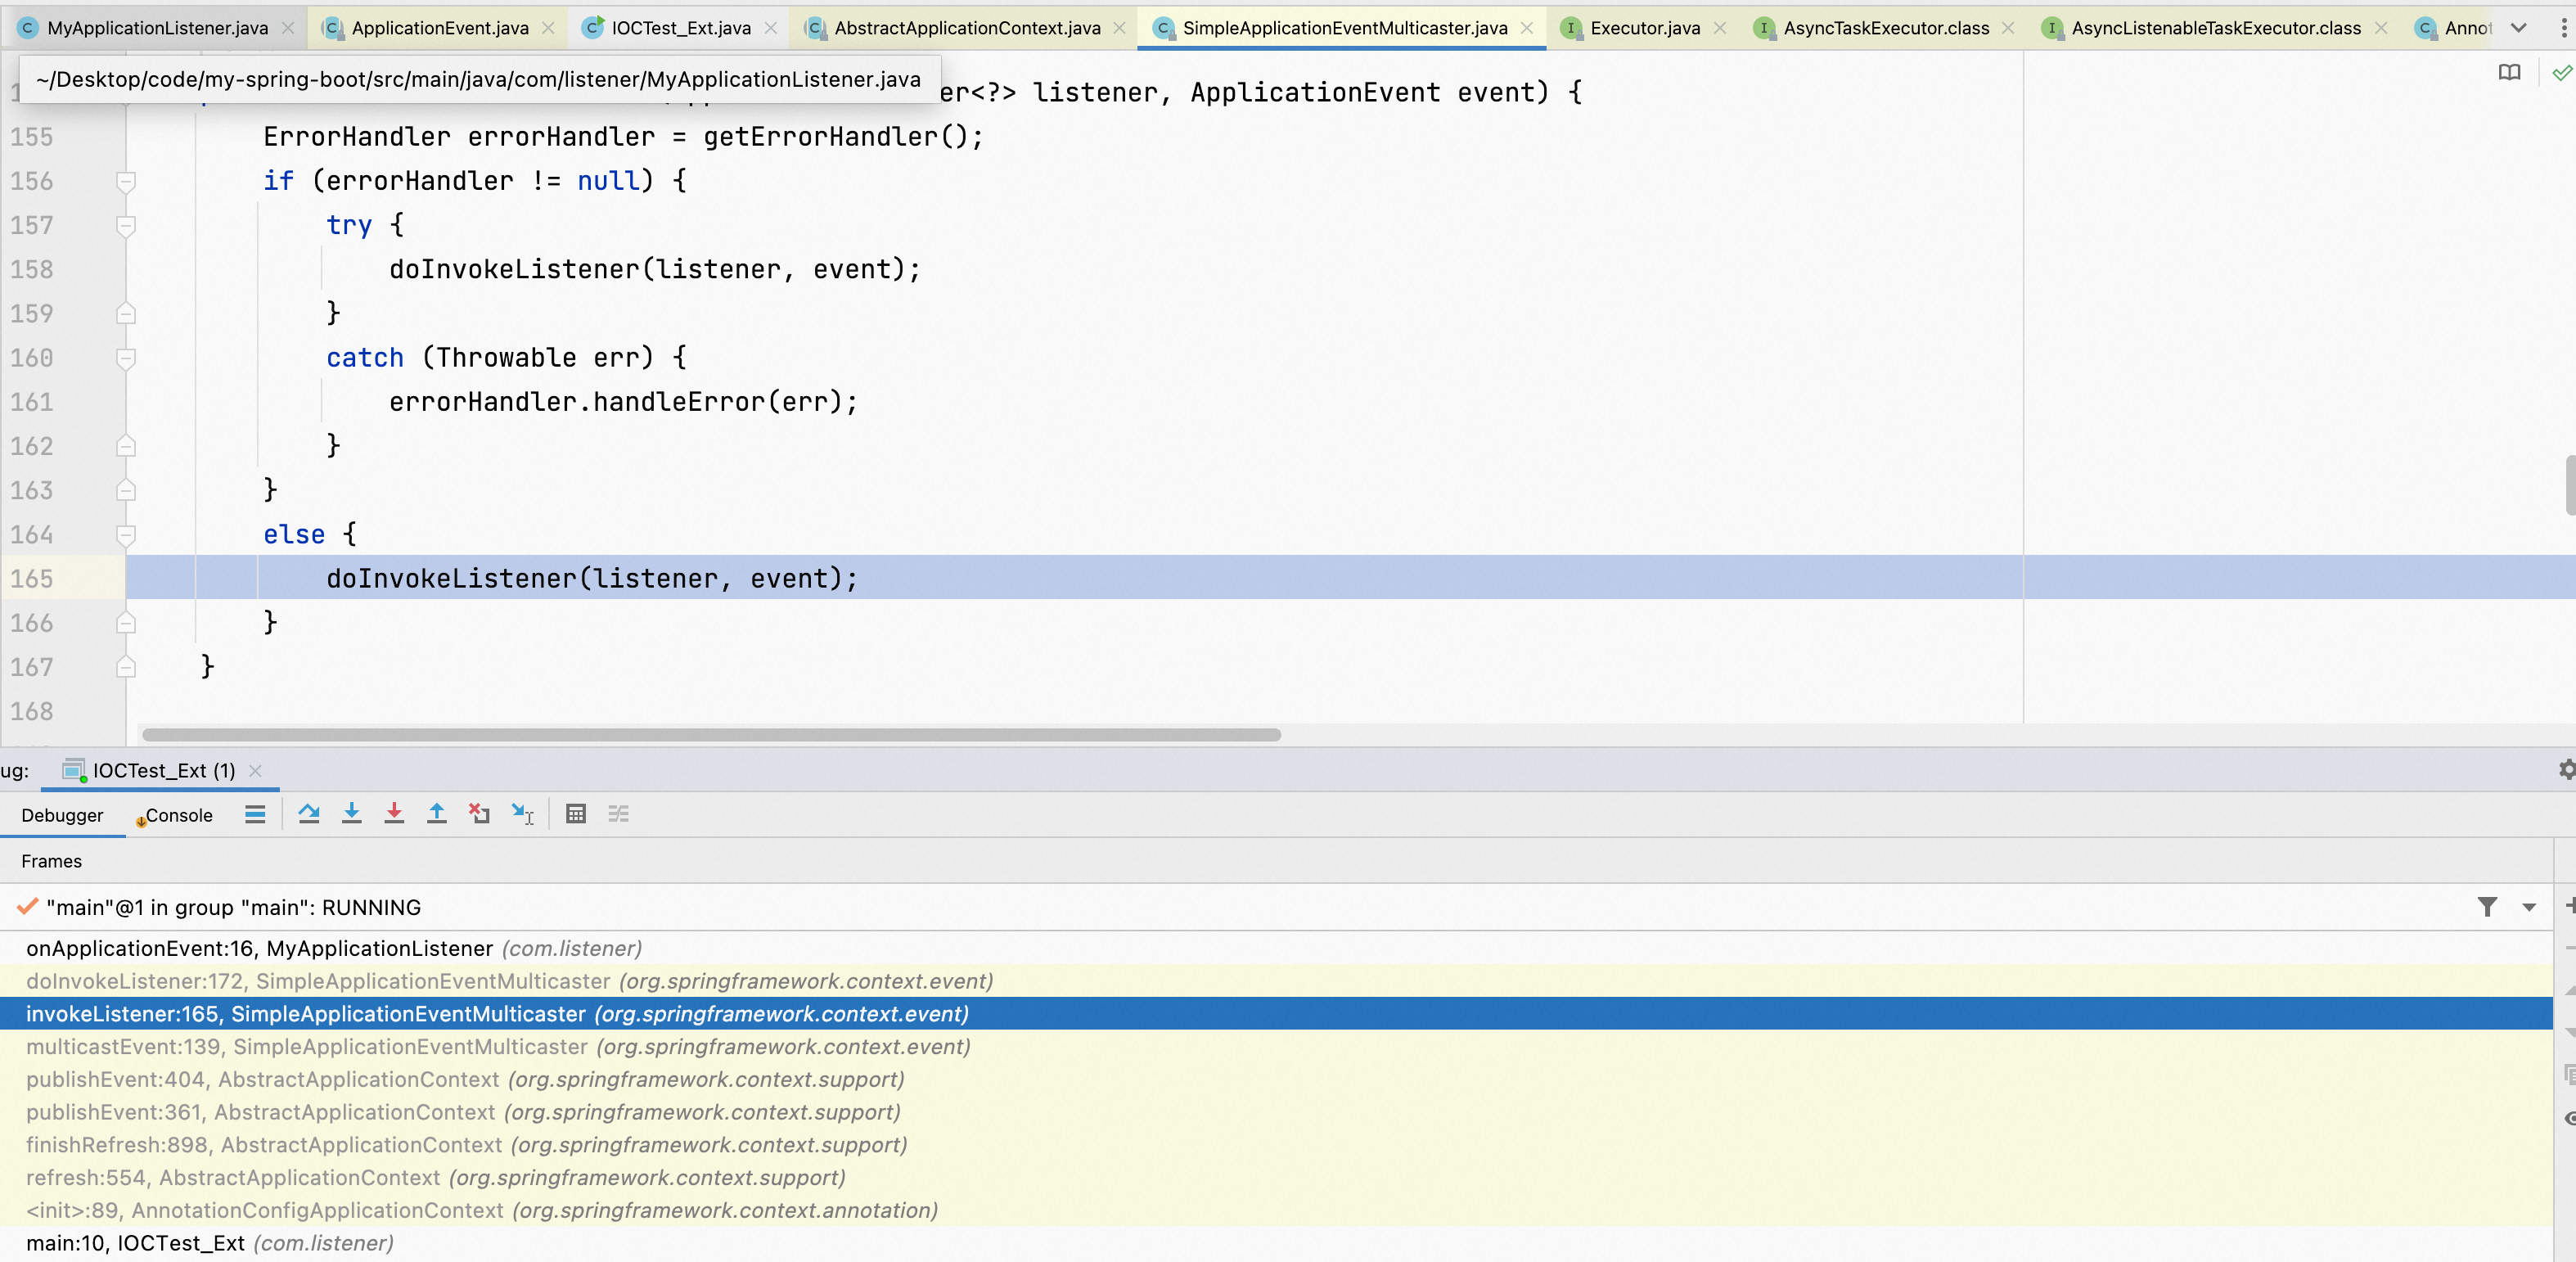 MyApplicationListener.java ApplicationEvent.java IOCTest_Ext.java AbstractApplicationContext.java SimpleApplicationEventMulticaster.java Executor.java AsyncTaskExecutor.class AsyncListenableTaskExecutor.class Annot
~/Desktop/code/my-spring-boot/src/main/java/com/listener/MyApplicationListener.java
er<?> listener, ApplicationEvent event) {
155 ErrorHandler errorHandler = getErrorHandler();
156 if (errorHandler != null) {
157 try {
158 doInvokeListener(listener, event);
159 }
160 catch (Throwable err) {
161 errorHandler.handleError(err);
162 }
163 }
164 else {
165 doInvokeListener(listener, event);
166 }
167 }
168
ug: IOCTest_Ext (1)
Debugger Console
Frames
"main"@1 in group "main": RUNNING
onApplicationEvent:16, MyApplicationListener (com.listener)
doInvokeListener:172, SimpleApplicationEventMulticaster (org.springframework.context.event)
invokeListener:165, SimpleApplicationEventMulticaster (org.springframework.context.event)
multicastEvent:139, SimpleApplicationEventMulticaster (org.springframework.context.event)
publishEvent:404, AbstractApplicationContext (org.springframework.context.support)
publishEvent:361, AbstractApplicationContext (org.springframework.context.support)
finishRefresh:898, AbstractApplicationContext (org.springframework.context.support)
refresh:554, AbstractApplicationContext (org.springframework.context.support)
<init>:89, AnnotationConfigApplicationContext (org.springframework.context.annotation)
main:10, IOCTest_Ext (com.listener)